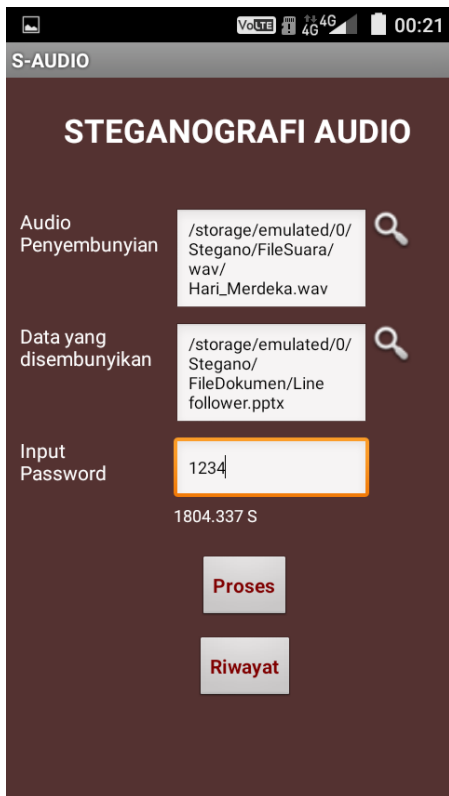 VoLTE 4G 4G 00:21
S-AUDIO
STEGANOGRAFI AUDIO
Audio
Penyembunyian
/storage/emulated/0/
Stegano/FileSuara/
wav/
Hari_Merdeka.wav
Data yang
disembunyikan
/storage/emulated/0/
Stegano/
FileDokumen/Line
follower.pptx
Input
Password
1234
1804.337 S
Proses
Riwayat